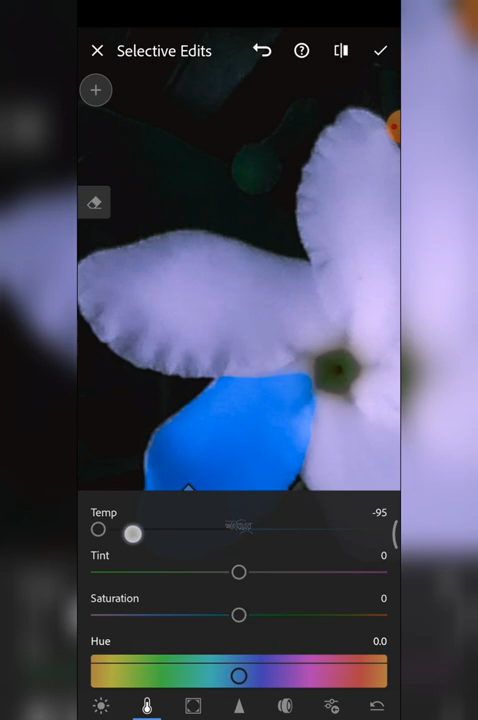 Selective Edits
Temp -95
Tint 0
Saturation 0
Hue 0.0